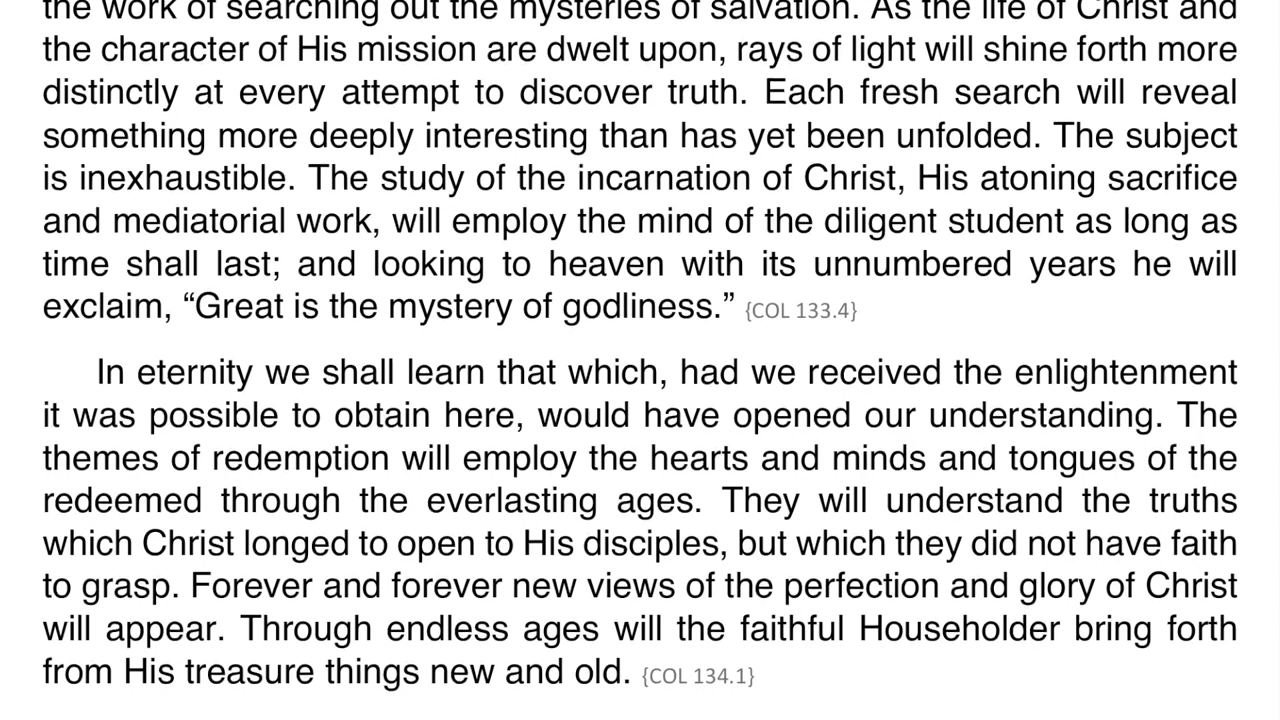 the work of searching out the mysteries of salvation. As the life of Christ and
the character of His mission are dwelt upon, rays of light will shine forth more
distinctly at every attempt to discover truth. Each fresh search will reveal
something more deeply interesting than has yet been unfolded. The subject
is inexhaustible. The study of the incarnation of Christ, His atoning sacrifice
and mediatorial work, will employ the mind of the diligent student as long as
time shall last; and looking to heaven with its unnumbered years he will
exclaim, “Great is the mystery of godliness.” {COL 133.4}
In eternity we shall learn that which, had we received the enlightenment
it was possible to obtain here, would have opened our understanding. The
themes of redemption will employ the hearts and minds and tongues of the
redeemed through the everlasting ages. They will understand the truths
which Christ longed to open to His disciples, but which they did not have faith
to grasp. Forever and forever new views of the perfection and glory of Christ
will appear. Through endless ages will the faithful Householder bring forth
from His treasure things new and old. {COL 134.1}